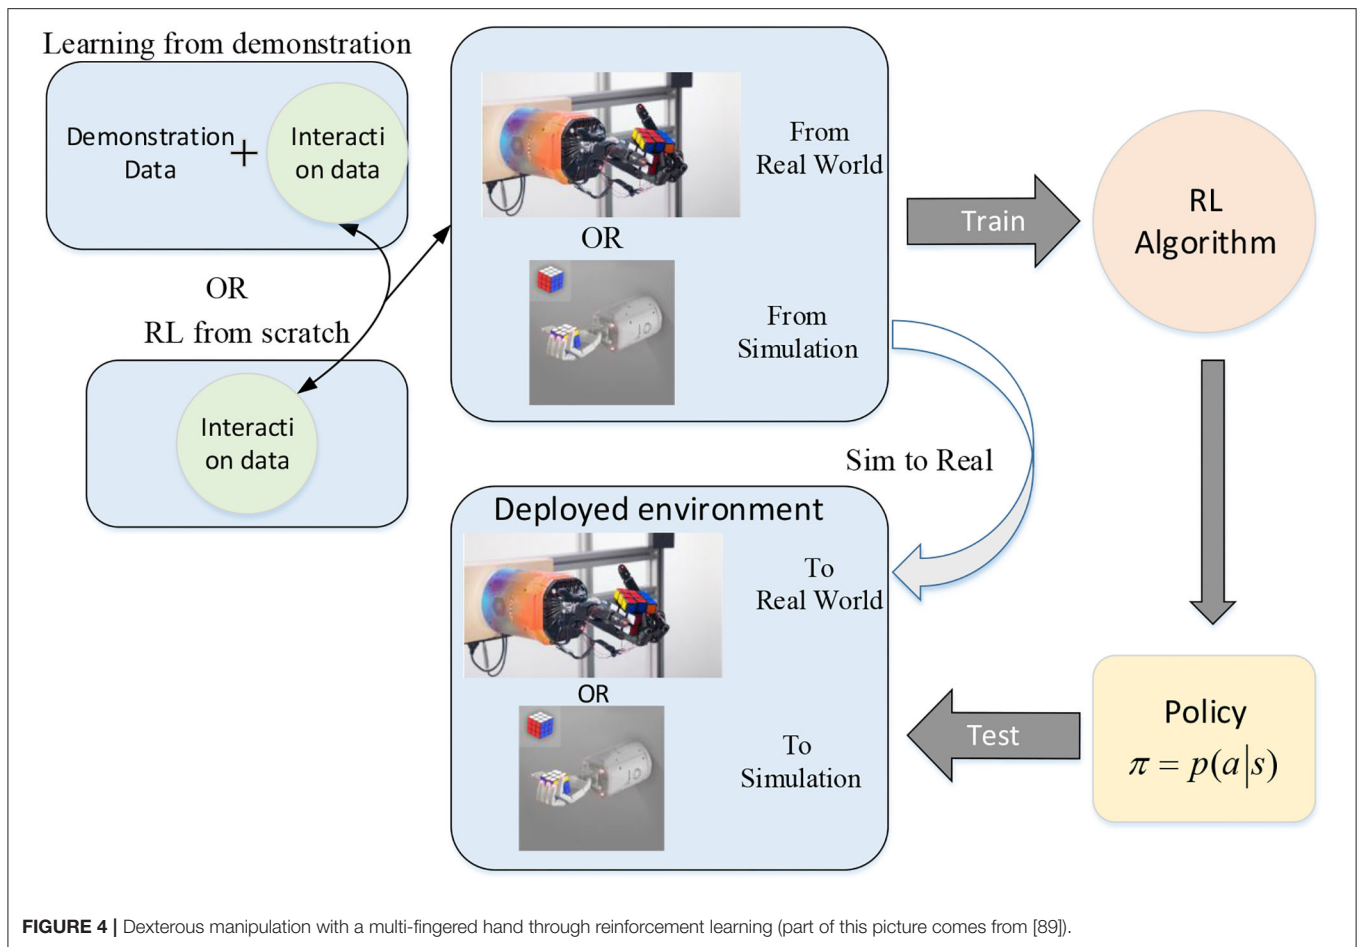 Learning from demonstration
Demonstration
Data
+
Interacti
on data
OR
RL from scratch
Interacti
on data
From
Real World
OR
From
Simulation
Train
RL
Algorithm
Sim to Real
Deployed environment
To
Real World
OR
To
Simulation
Test
Policy
π = p(a|s)
FIGURE 4 | Dexterous manipulation with a multi-fingered hand through reinforcement learning (part of this picture comes from [89]).